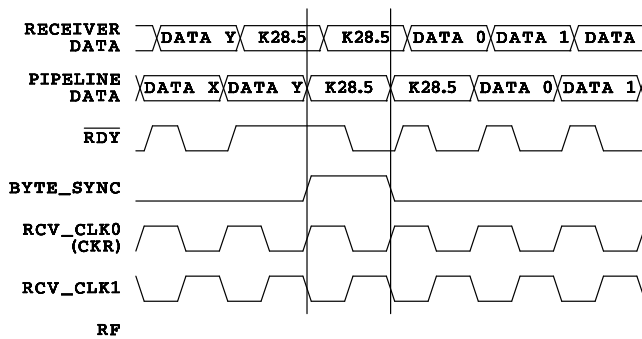 RECEIVER DATA DATA Y K28.5 K28.5 DATA 0 DATA 1 DATA
PIPELINE DATA DATA X DATA Y K28.5 K28.5 DATA 0 DATA 1
RDY
BYTE_SYNC
RCV_CLK0 (CKR)
RCV_CLK1
RF